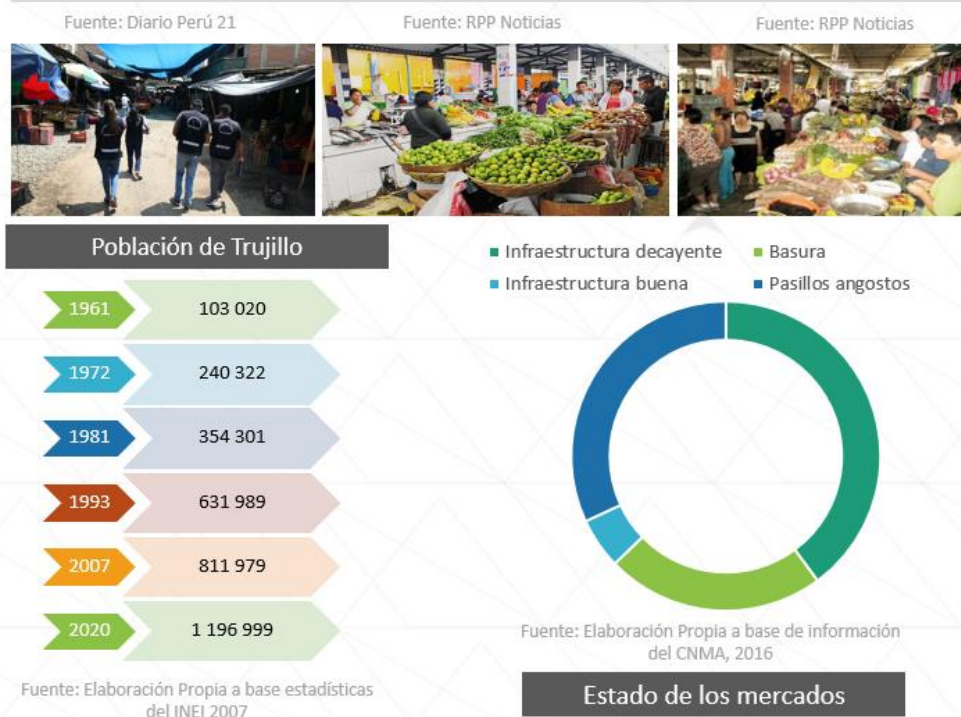 Fuente: Diario Perú 21
Fuente: RPP Noticias
Fuente: RPP Noticias
Población de Trujillo
1961 103 020
1972 240 322
1981 354 301
1993 631 989
2007 811 979
2020 1 196 999
Fuente: Elaboración Propia a base estadísticas
del INEI 2007
Infraestructura decayente Basura
Infraestructura buena Pasillos angostos
Fuente: Elaboración Propia a base de información
del CNMA, 2016
Estado de los mercados